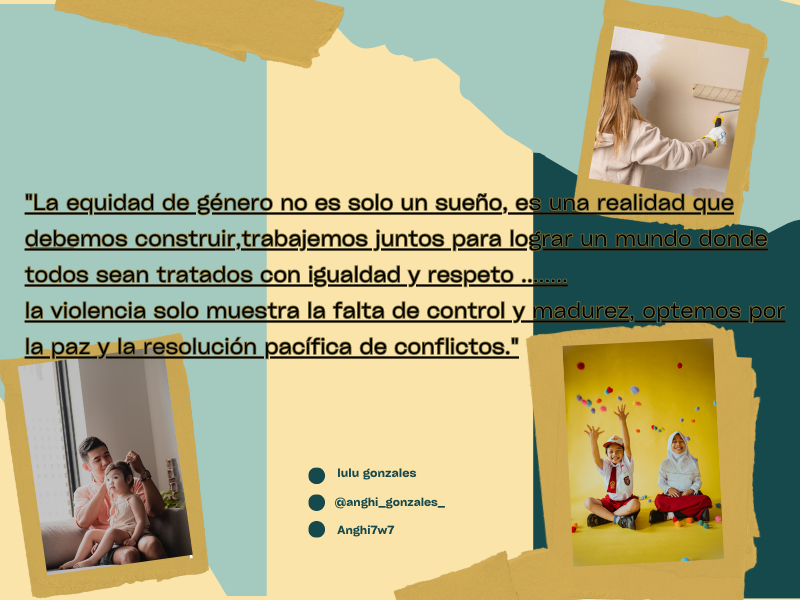 "La equidad de género no es solo un sueño, es una realidad que
debemos construir,trabajemos juntos para lograr un mundo donde
todos sean tratados con igualdad y respeto ........
la violencia solo muestra la falta de control y madurez, optemos por
la paz y la resolución pacífica de conflictos."
lulu gonzales
@anghi_gonzales_
Anghi7w7